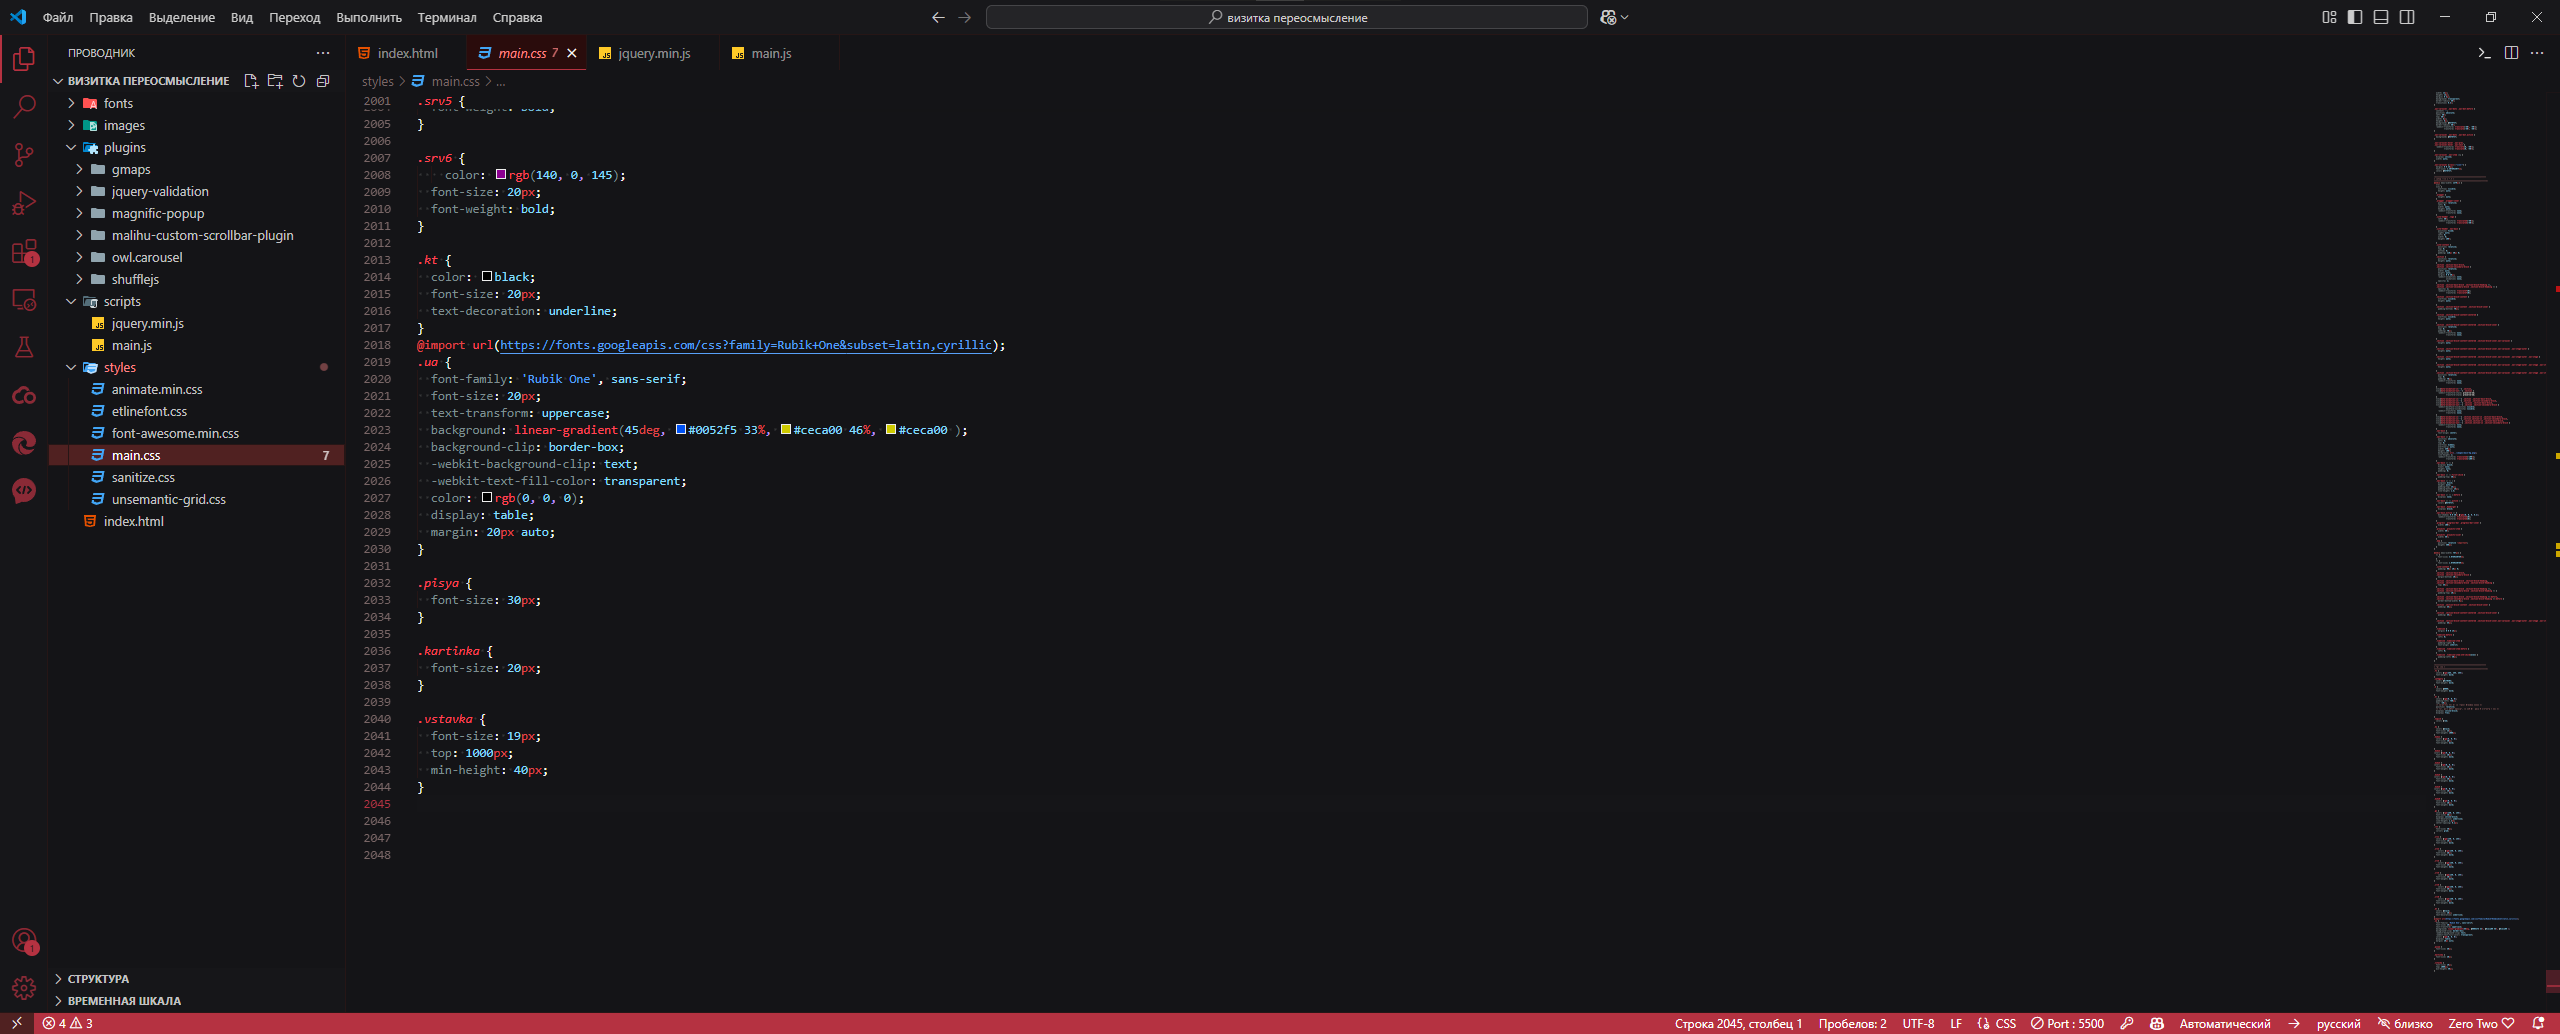 Файл Правка Выделение Вид Переход Выполнить Терминал Справка
визитка переосмысление
ПРОВОДНИК
ВИЗИТКА ПЕРЕОСМЫСЛЕНИЕ
fonts
images
plugins
gmaps
jquery-validation
magnific-popup
malihu-custom-scrollbar-plugin
owl.carousel
shufflejs
scripts
jquery.min.js
main.js
styles
animate.min.css
etlinefont.css
font-awesome.min.css
main.css 7
sanitize.css
unsemantic-grid.css
index.html
СТРУКТУРА
ВРЕМЕННАЯ ШКАЛА
index.html main.css 7 jquery.min.js main.js
styles > main.css > ...
2001 .srv5 {
font-weight: bold;
2005 }
2006
2007 .srv6 {
2008 color: rgb(140, 0, 145);
2009 font-size: 20px;
2010 font-weight: bold;
2011 }
2012
2013 .kt {
2014 color: black;
2015 font-size: 20px;
2016 text-decoration: underline;
2017 }
2018 @import url(https://fonts.googleapis.com/css?family=Rubik+One&subset=latin,cyrillic);
2019 .ua {
2020 font-family: 'Rubik One', sans-serif;
2021 font-size: 20px;
2022 text-transform: uppercase;
2023 background: linear-gradient(45deg, #0052f5 33%, #ceca00 46%, #ceca00 );
2024 background-clip: border-box;
2025 -webkit-background-clip: text;
2026 -webkit-text-fill-color: transparent;
2027 color: rgb(0, 0, 0);
2028 display: table;
2029 margin: 20px auto;
2030 }
2031
2032 .pisya {
2033 font-size: 30px;
2034 }
2035
2036 .kartinka {
2037 font-size: 20px;
2038 }
2039
2040 .vstavka {
2041 font-size: 19px;
2042 top: 1000px;
2043 min-height: 40px;
2044 }
2045
2046
2047
2048
4 3
Строка 2045, столбец 1 Пробелов: 2 UTF-8 LF {} CSS Port : 5500 Автоматический русский близко Zero Two